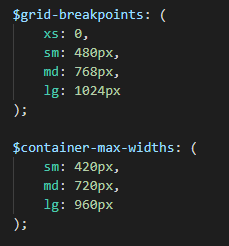 $grid-breakpoints: (
    xs: 0,
    sm: 480px,
    md: 768px,
    lg: 1024px
);

$container-max-widths: (
    sm: 420px,
    md: 720px,
    lg: 960px
);